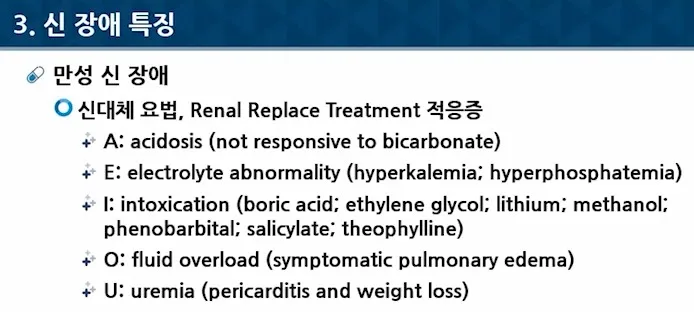 3. 신 장애 특징
만성 신 장애
신대체 요법, Renal Replace Treatment 적응증
A: acidosis (not responsive to bicarbonate)
E: electrolyte abnormality (hyperkalemia; hyperphosphatemia)
I: intoxication (boric acid; ethylene glycol; lithium; methanol;
phenobarbital; salicylate; theophylline)
O: fluid overload (symptomatic pulmonary edema)
U: uremia (pericarditis and weight loss)